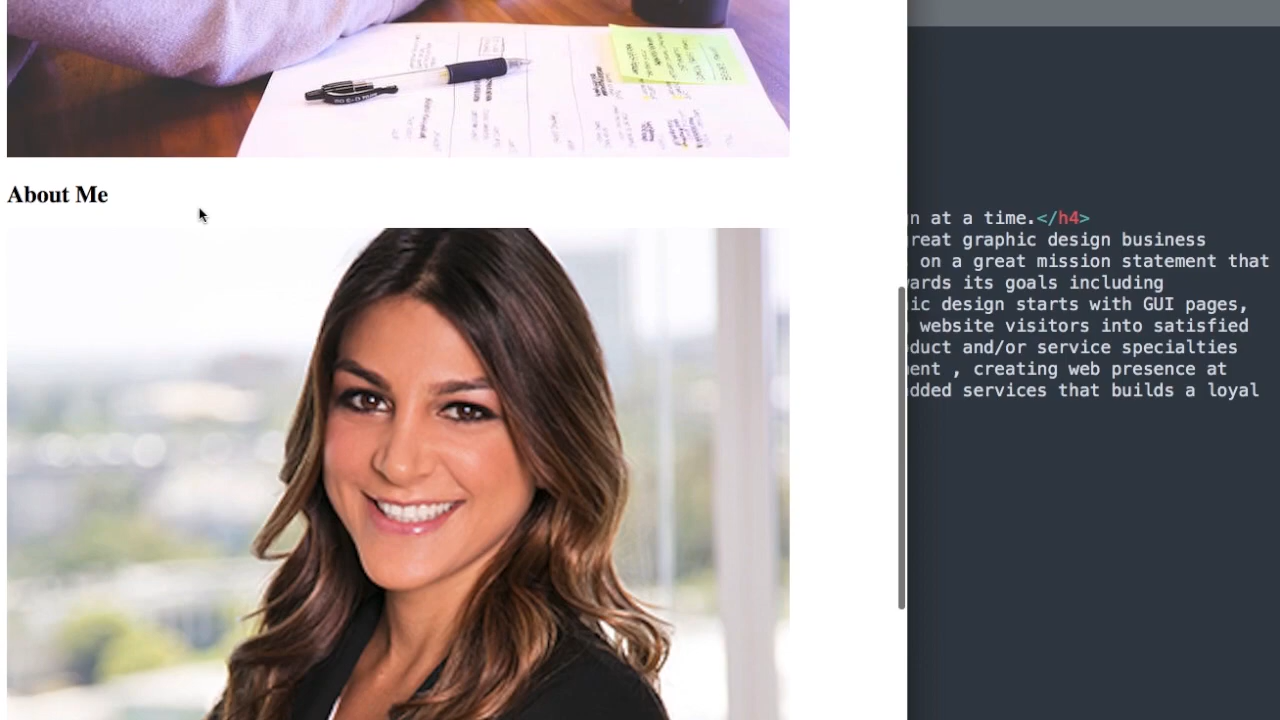 About Me
n at a time.</h4>
reat graphic design business
on a great mission statement that
ards its goals including
ic design starts with GUI pages,
website visitors into satisfied
duct and/or service specialties
ent , creating web presence at
dded services that builds a loyal